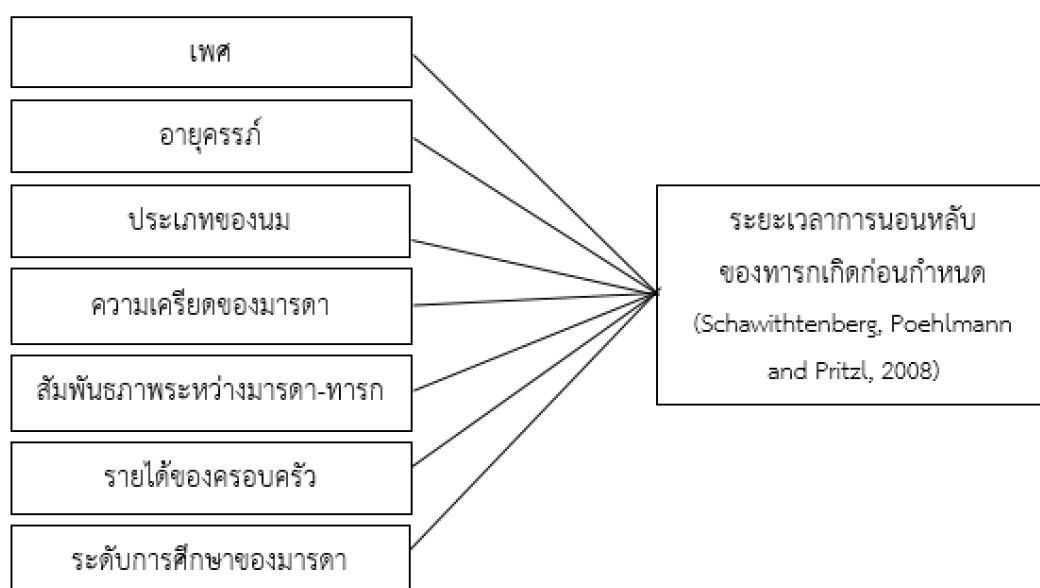 เพศ
อายุครรภ์
ประเภทของนม
ความเครียดของมารดา
สัมพันธภาพระหว่างมารดา-ทารก
รายได้ของครอบครัว
ระดับการศึกษาของมารดา
ระยะเวลาการนอนหลับ
ของทารกเกิดก่อนกำหนด
(Schawithtenberg, Poehlmann
and Pritzl, 2008)